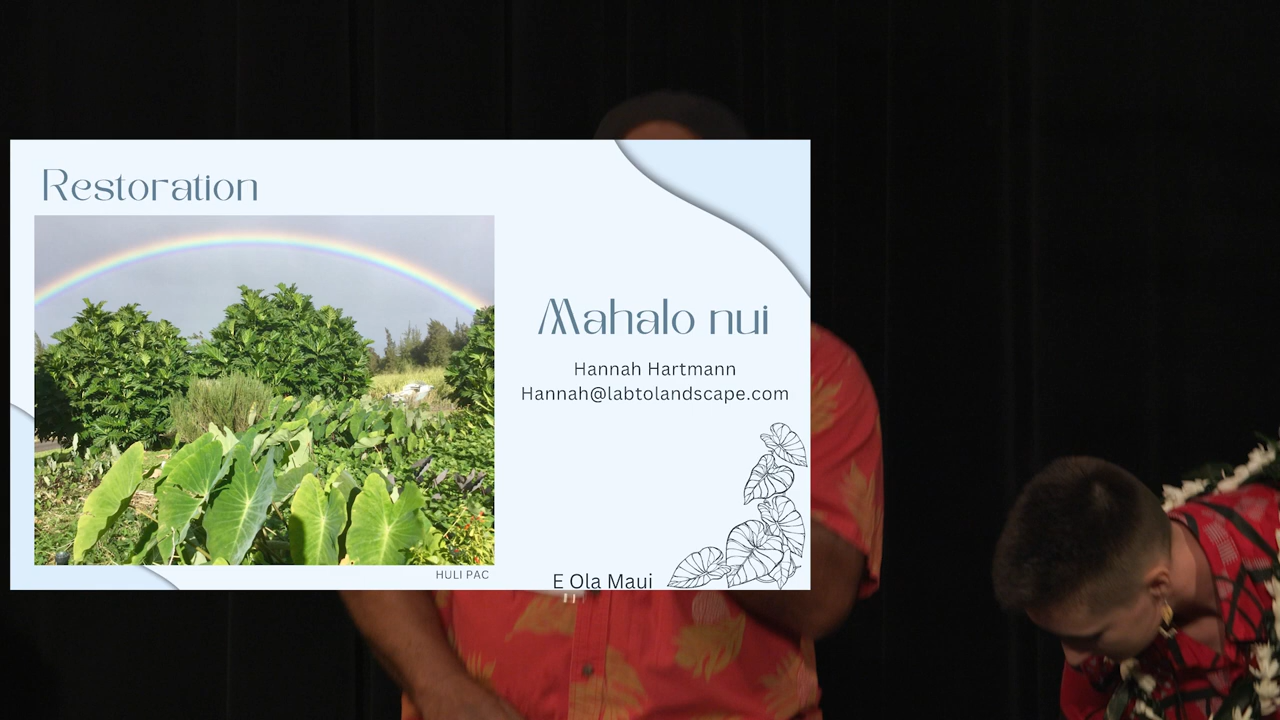 Restoration
Mahalo nui
Hannah Hartmann
Hannah@labtolandscape.com
HULI PAC
E Ola Maui